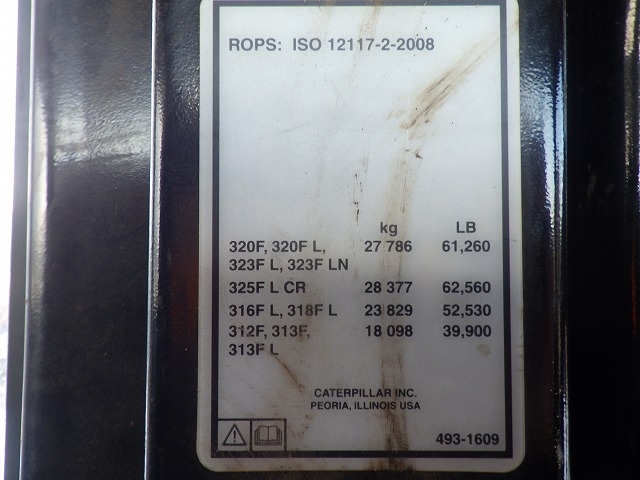 ROPS: ISO 12117-2-2008
kg LB
320F, 320F L, 27 786 61,260
323F L, 323F LN
325F L CR 28 377 62,560
316F L, 318F L 23 829 52,530
312F, 313F, 18 098 39,900
313F L
CATERPILLAR INC.
PEORIA, ILLINOIS USA
493-1609